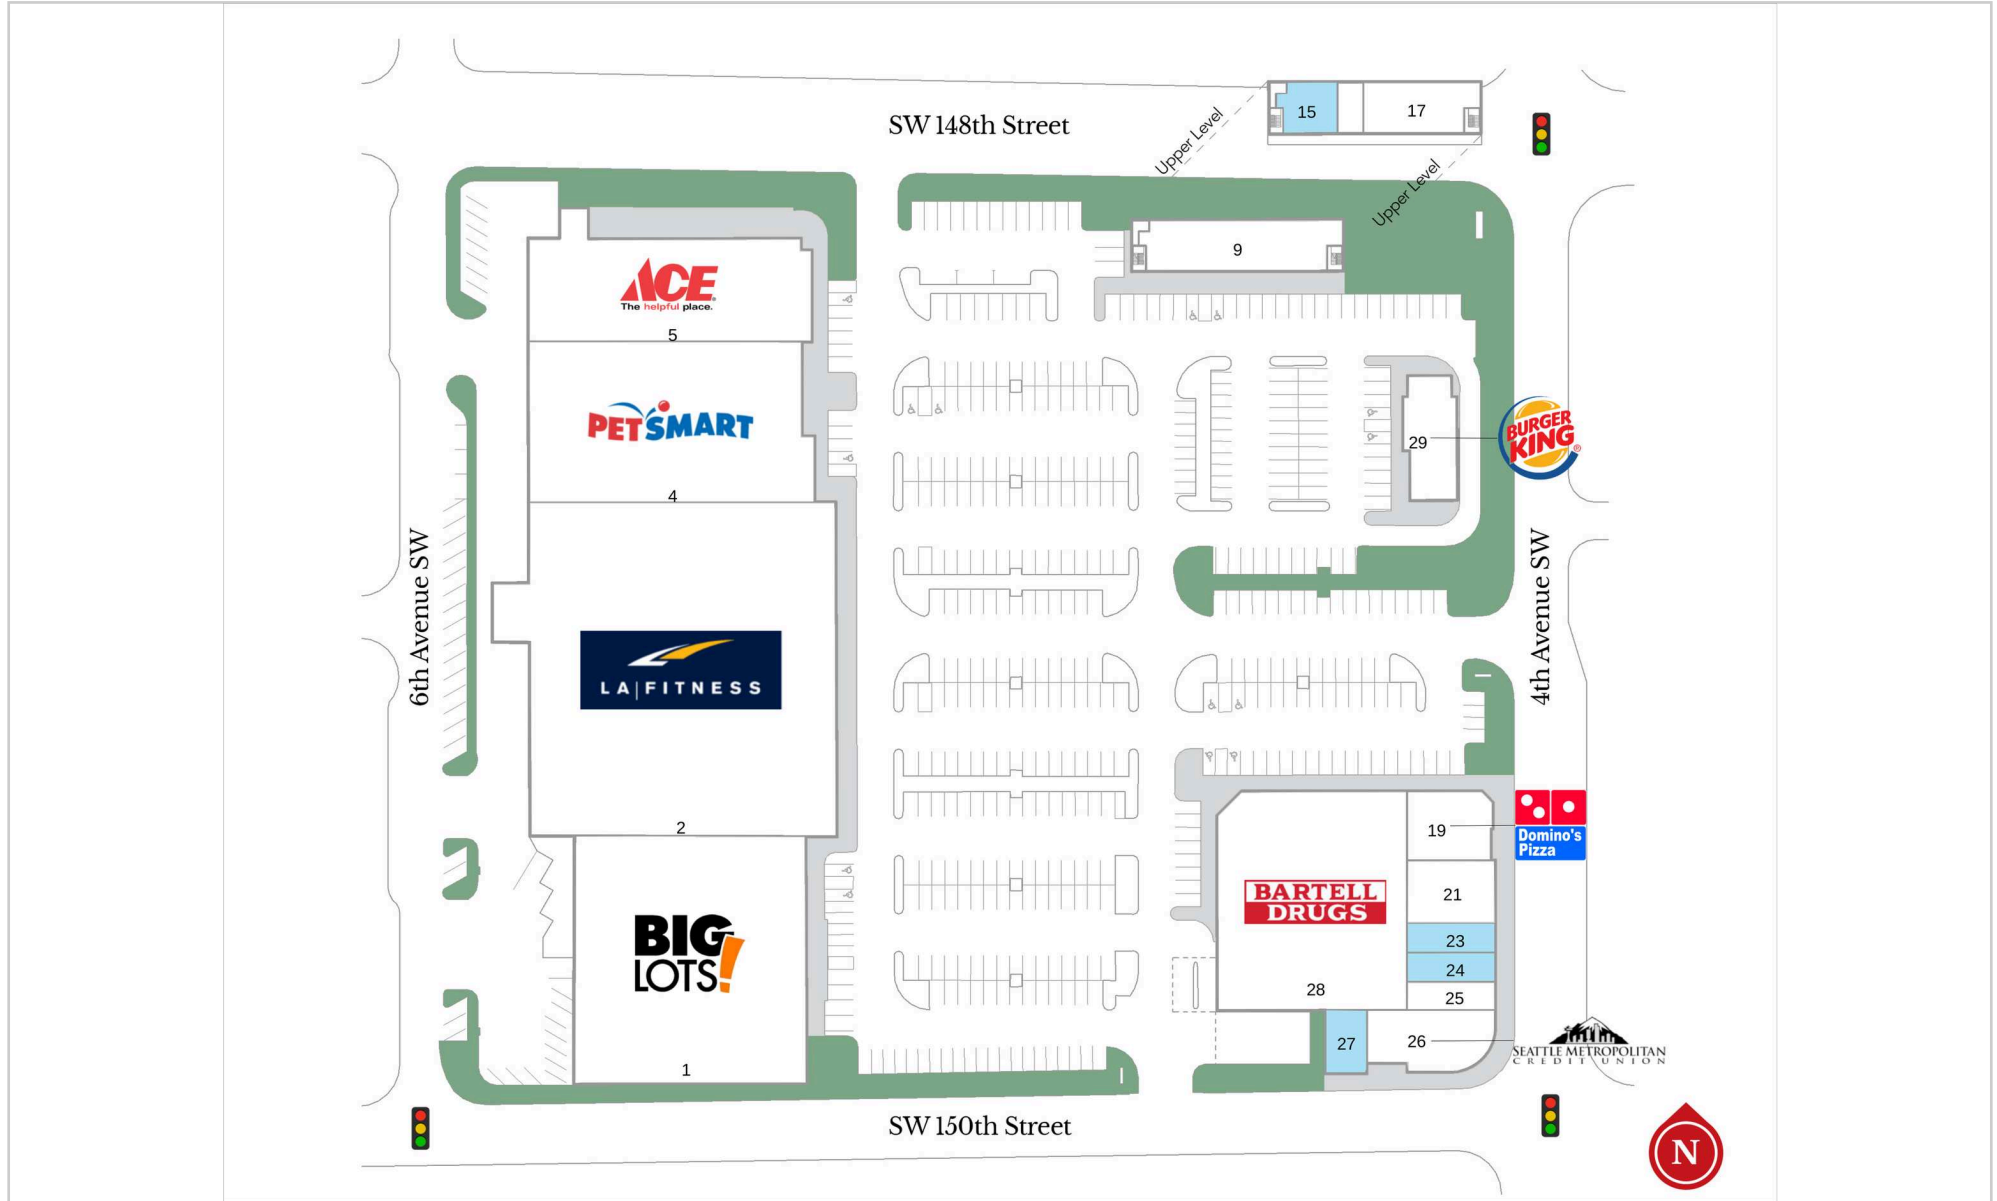 15
17
SW 148th Street
Upper Level
Upper Level
9
ACE
The helpful place.
5
PETSMART
4
29
BURGER
KING
®
6th Avenue SW
4th Avenue SW
LA|FITNESS
2
19
Domino's
Pizza
21
BARTELL
DRUGS
23
24
25
28
BIG
LOTS!
27
26
SEATTLE METROPOLITAN
CREDIT UNION
1
SW 150th Street
N